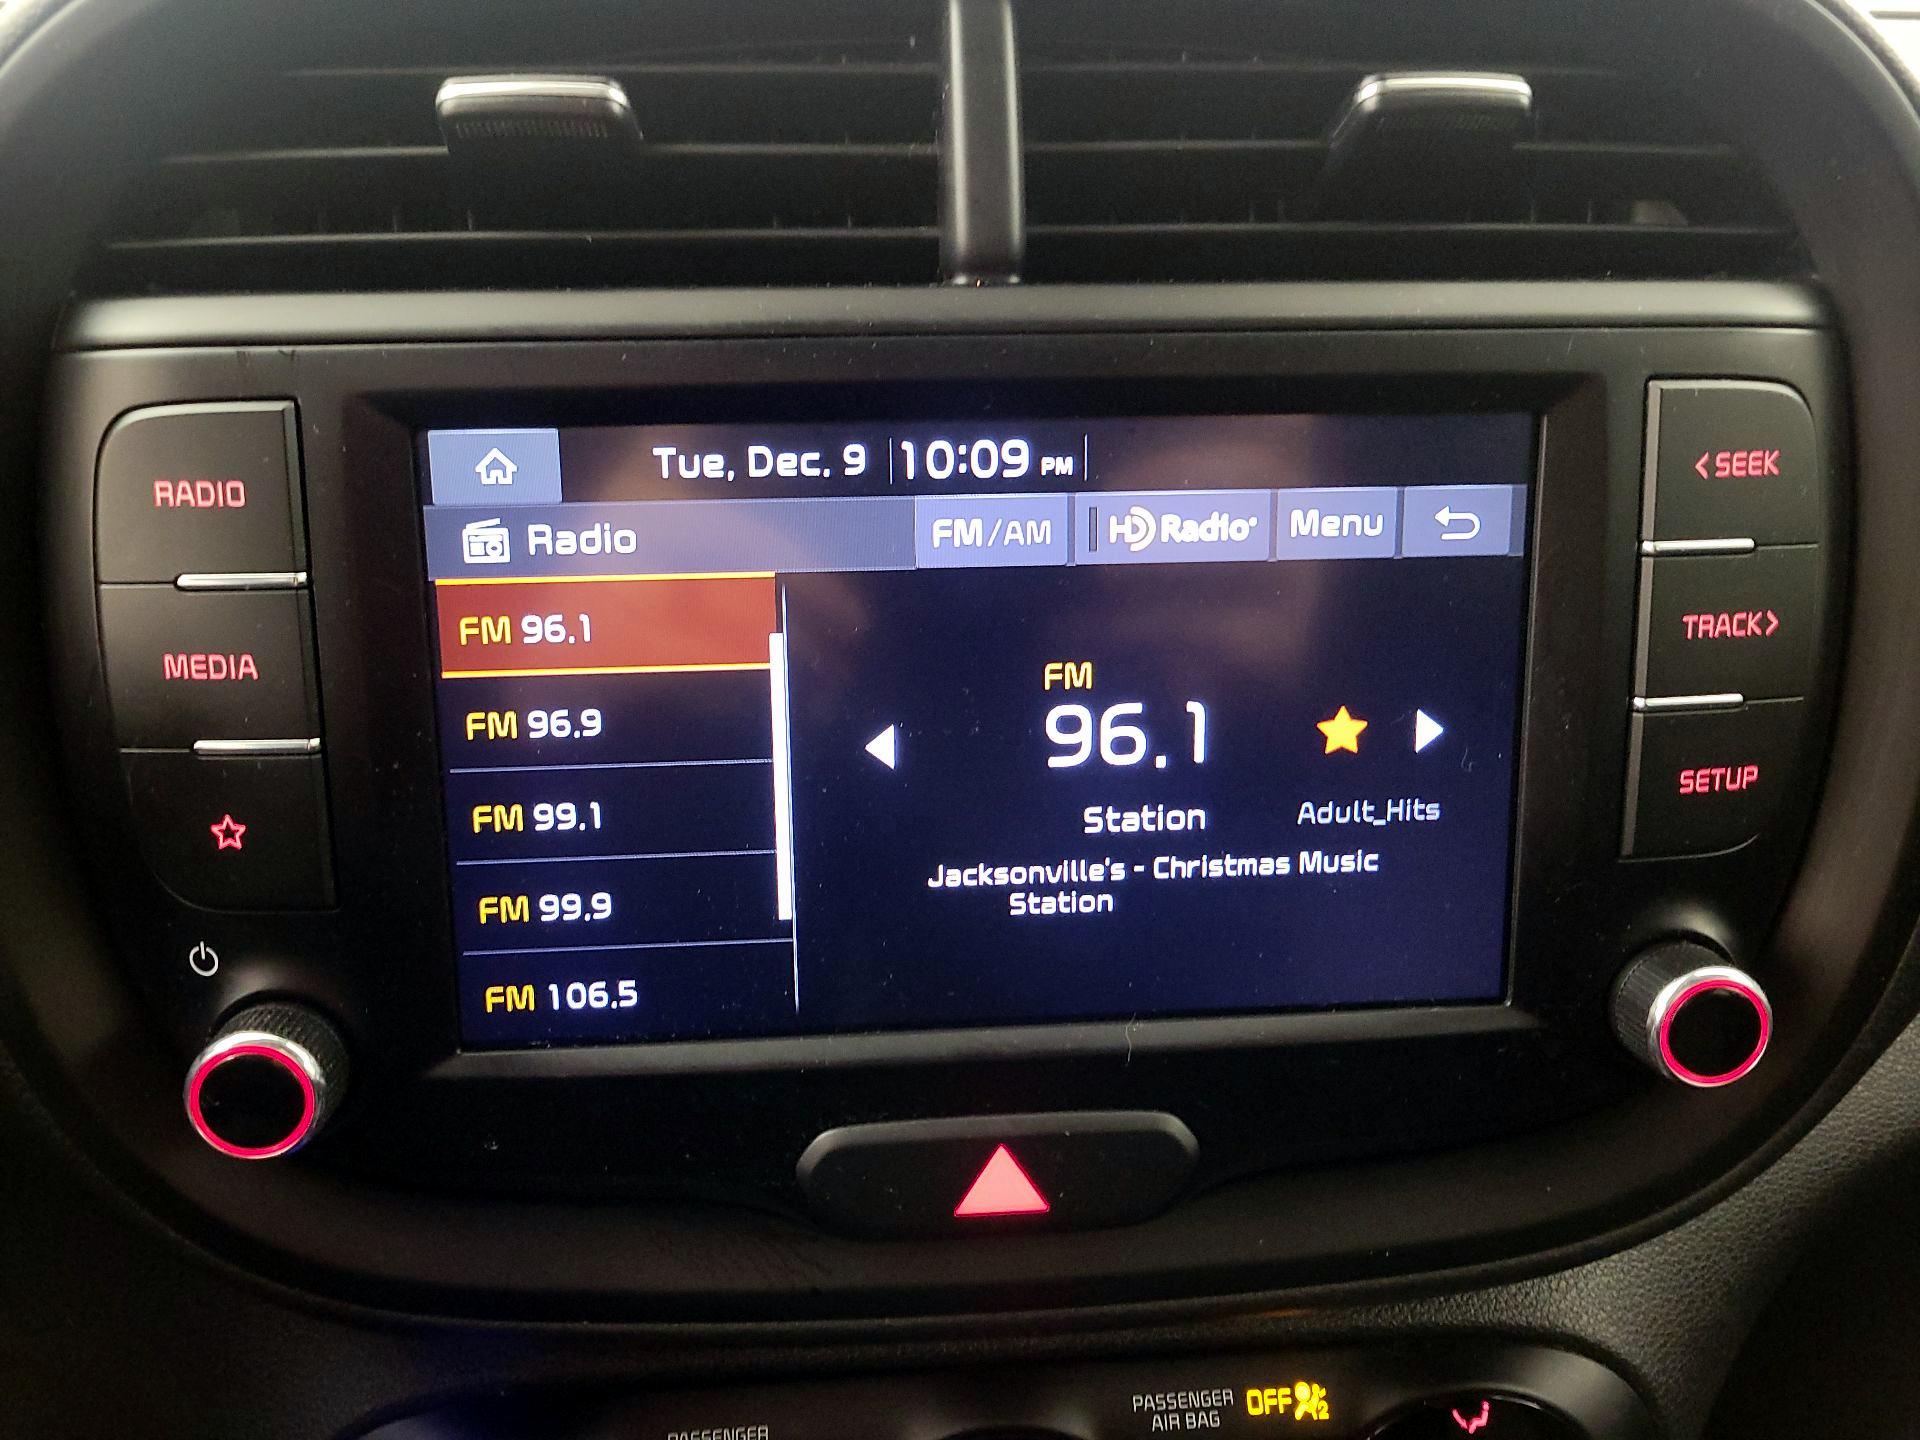 Tue, Dec. 9 10:09 PM
RADIO
MEDIA
Radio
FM/AM
HD Radio
Menu
FM 96.1
FM 96.9
FM 99.1
FM 99.9
FM 106.5
FM
96.1
Station
Adult_Hits
Jacksonville's - Christmas Music
Station
<SEEK
TRACK>
SETUP
PASSENGER
AIR BAG
OFF
2
PASSENGER